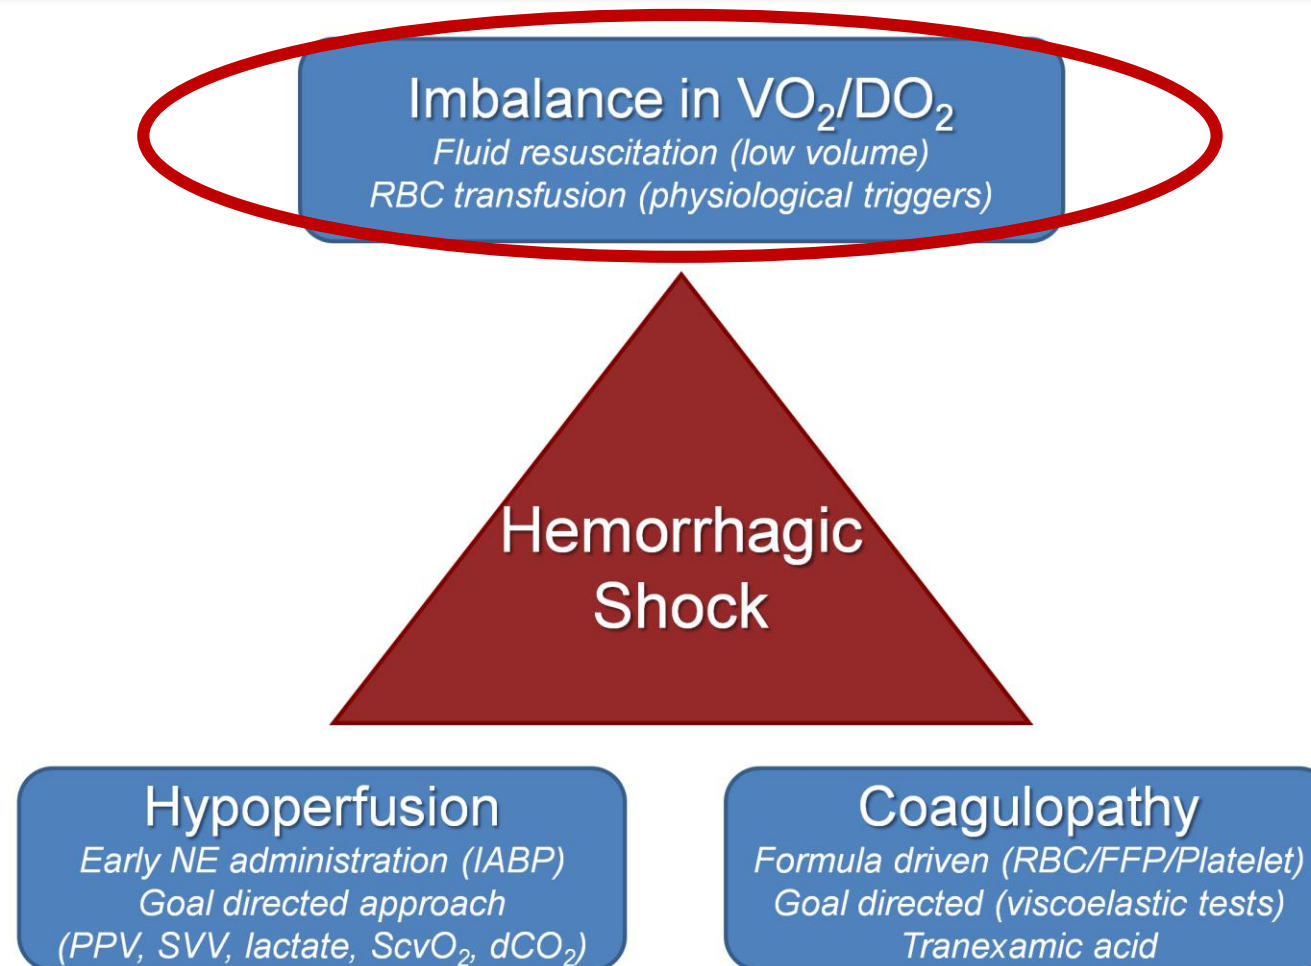 Imbalance in VO₂/DO₂
Fluid resuscitation (low volume)
RBC transfusion (physiological triggers)
Hemorrhagic
Shock
Hypoperfusion
Early NE administration (IABP)
Goal directed approach
(PPV, SVV, lactate, ScvO₂, dCO₂)
Coagulopathy
Formula driven (RBC/FFP/Platelet)
Goal directed (viscoelastic tests)
Tranexamic acid